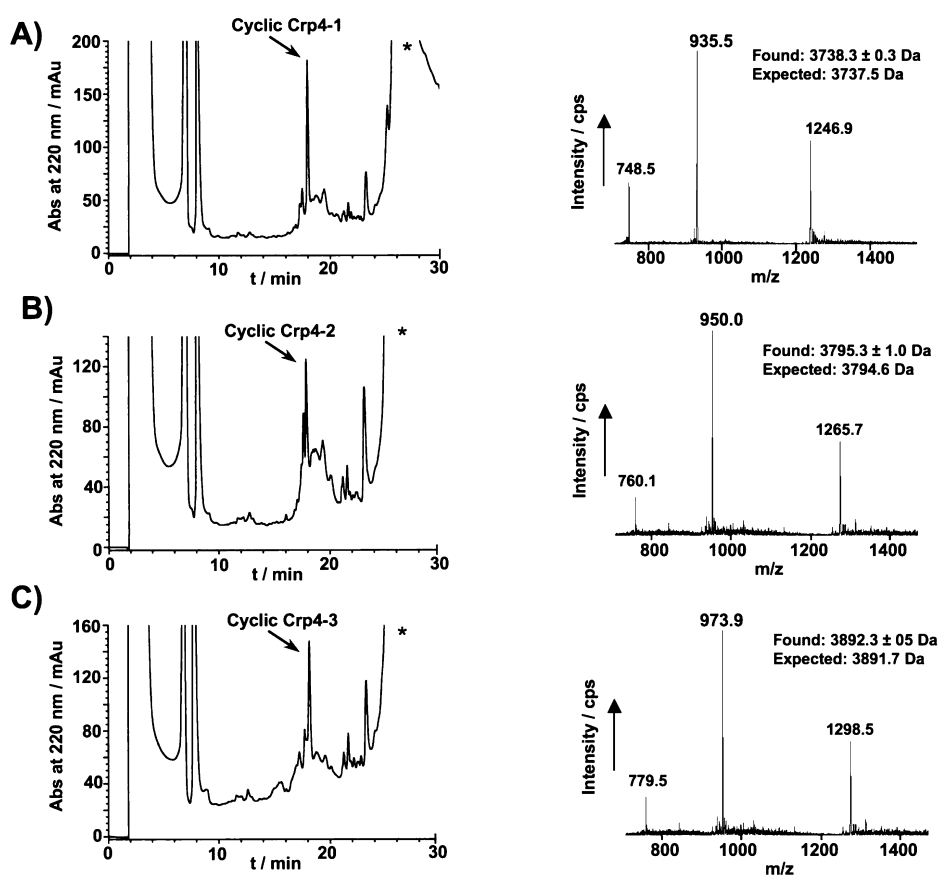 A)
Cyclic Crp4-1
*
200
150
100
50
0
Abs at 220 nm / mAu
0 10 20 30
t / min
935.5
Found: 3738.3 ± 0.3 Da
Expected: 3737.5 Da
1246.9
748.5
Intensity / cps
800 1000 1200 1400
m/z
B)
Cyclic Crp4-2
*
120
80
40
0
Abs at 220 nm / mAu
0 10 20 30
t / min
950.0
Found: 3795.3 ± 1.0 Da
Expected: 3794.6 Da
1265.7
760.1
Intensity / cps
800 1000 1200 1400
m/z
C)
Cyclic Crp4-3
*
160
120
80
40
0
Abs at 220 nm / mAu
0 10 20 30
t / min
973.9
Found: 3892.3 ± 05 Da
Expected: 3891.7 Da
1298.5
779.5
Intensity / cps
800 1000 1200 1400
m/z